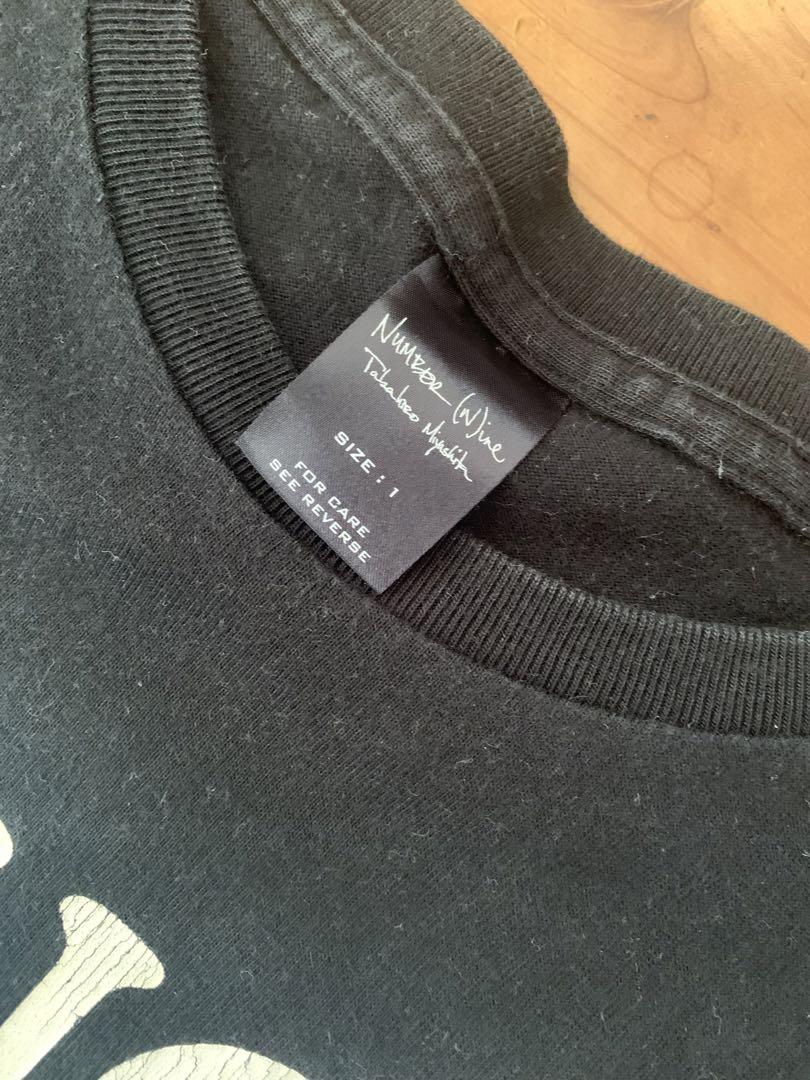 NUMBER (N)ine
Takahiro Miyashita
SIZE : 1
FOR CARE
SEE REVERSE